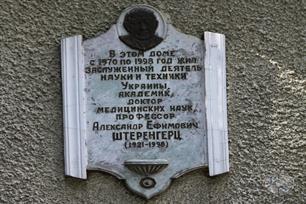 В ЭТОМ ДОМЕ
С 1970 ПО 1998 ГОД ЖИЛ
ЗАСЛУЖЕННЫЙ ДЕЯТЕЛЬ
НАУКИ И ТЕХНИКИ
УКРАИНЫ,
АКАДЕМИК,
ДОКТОР
МЕДИЦИНСКИХ НАУК,
ПРОФЕССОР
АЛЕКСАНДР ЕФИМОВИЧ
ШТЕРЕНГЕРЦ
(1921-1998)